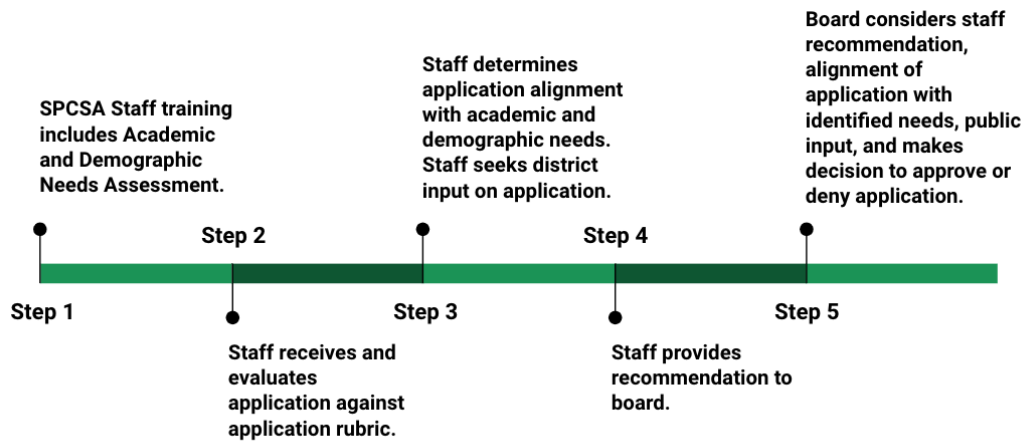 SPCSA Staff training
includes Academic
and Demographic
Needs Assessment.
Step 1
Step 2
Staff receives and
evaluates
application against
application rubric.
Staff determines
application alignment
with academic and
demographic needs.
Staff seeks district
input on application.
Step 3
Step 4
Staff provides
recommendation to
board.
Board considers staff
recommendation,
alignment of
application with
identified needs, public
input, and makes
decision to approve or
deny application.
Step 5